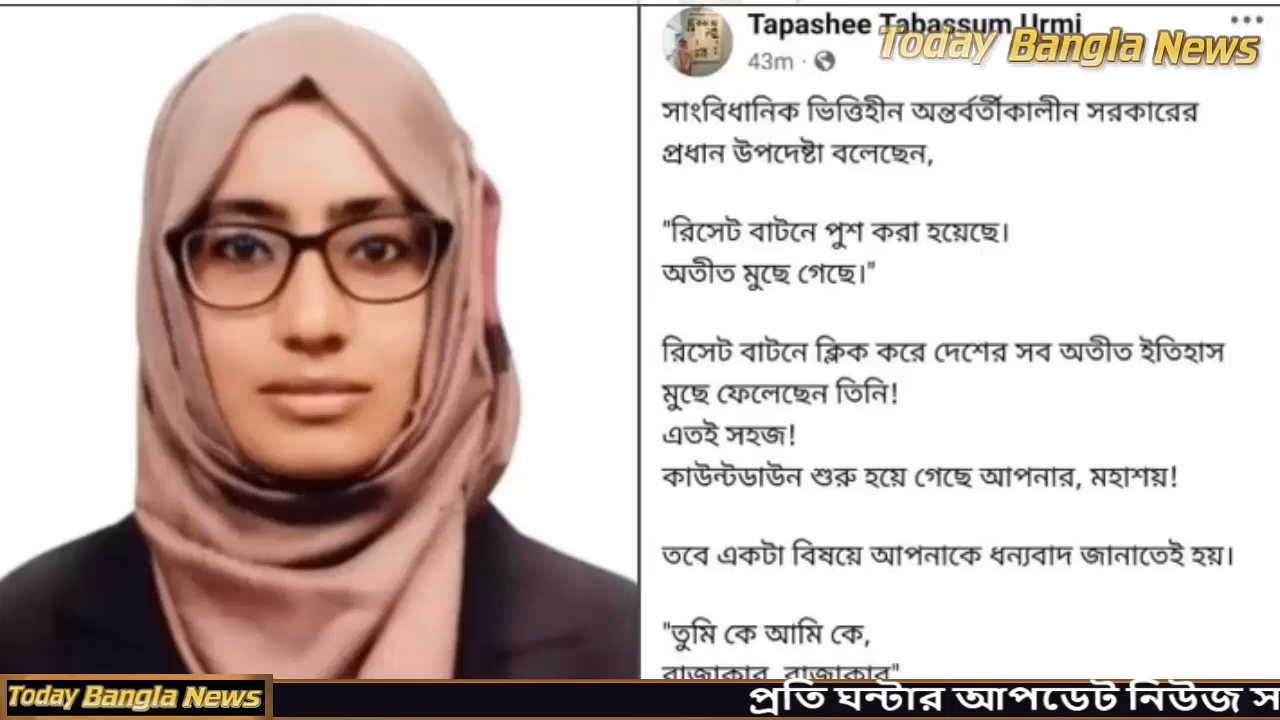 Tapashee Tabassum Urmi
Today Bangla News
43m
সাংবিধানিক ভিত্তিহীন অন্তর্বর্তীকালীন সরকারের
প্রধান উপদেষ্টা বলেছেন,
"রিসেট বাটনে পুশ করা হয়েছে।
অতীত মুছে গেছে।"
রিসেট বাটনে ক্লিক করে দেশের সব অতীত ইতিহাস
মুছে ফেলেছেন তিনি!
এতই সহজ!
কাউন্টডাউন শুরু হয়ে গেছে আপনার, মহাশয়!
তবে একটা বিষয়ে আপনাকে ধন্যবাদ জানাতেই হয়।
"তুমি কে আমি কে,
রাজাকার, রাজাকার"
Today Bangla News
প্রতি ঘন্টার আপডেট নিউজ স